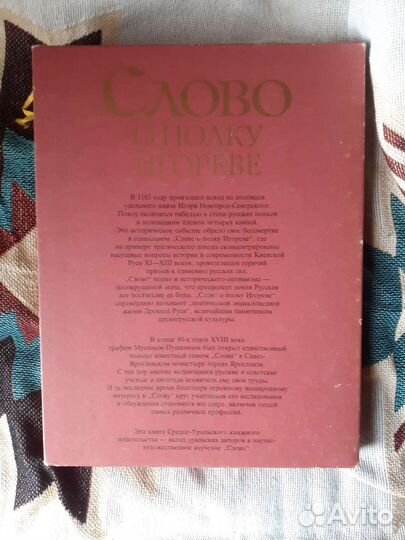 СЛОВО
О ПОЛКУ
ИГОРЕВЕ
В 1185 году произошел поход на половцев
удельного князя Игоря Новгород-Северского.
Поход окончился гибелью в степи русских полков
и половецким пленом четырех князей.
Это историческое событие обрело свое бессмертие
в гениальном „Слове о полку Игореве“, где
на примере трагического похода сконцентрированы
насущные вопросы истории и современности Киевской
Руси XI—XIII веков, провозглашен горячий
призыв к единению русских сил.
„Слово“ полно и исторического оптимизма —
несокрушимой веры, что преодолеет земля Русская
все постигшие ее беды. „Слово о полку Игореве“
справедливо называют „поэтической энциклопедией
жизни Древней Руси“, величайшим памятником
древнерусской культуры.
В конце 80-х годов XVIII века
графом Мусиным-Пушкиным был открыт единственный
позже известный список „Слова“ в Спасо-
Ярославском монастыре города Ярославля.
С тех пор многие выдающиеся русские и советские
ученые и писатели посвятили ему свои труды.
И за последнее время благодаря огромному всенародному
интересу к „Слову“ круг участников его исследования
и обсуждения становится все шире, включая людей
самых различных профессий.
Эта книга Средне-Уральского книжного
издательства — вклад уральских авторов в научно-
художественное изучение „Слова“.
Avito